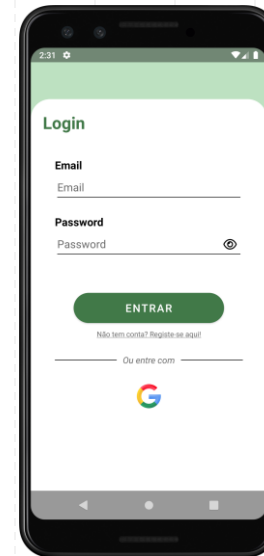 2:31
Login
Email
Email
Password
Password
ENTRAR
Não tem conta? Registe-se aqui!
Ou entre com